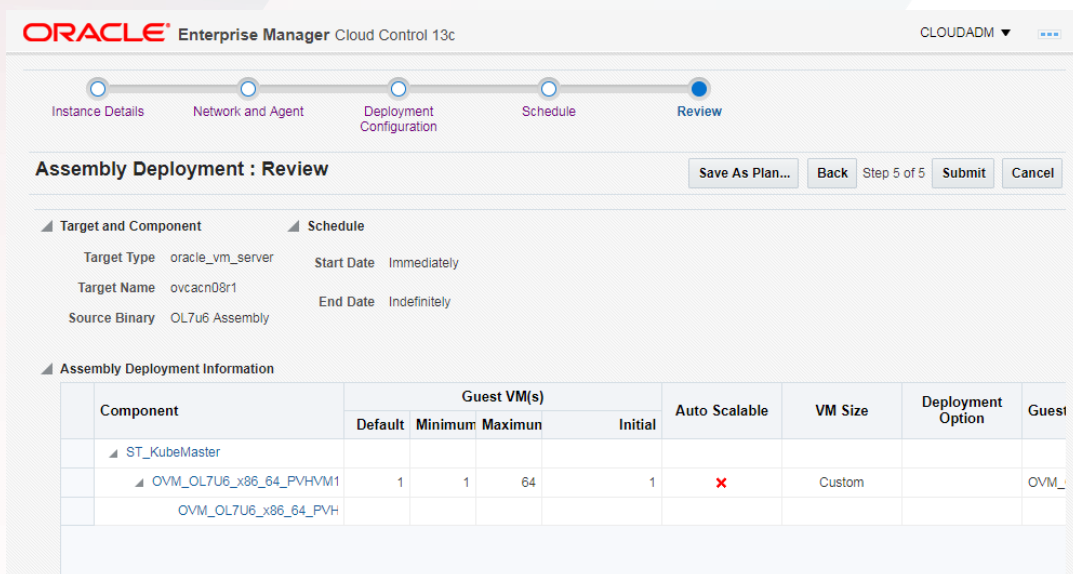 ORACLE Enterprise Manager Cloud Control 13c CLOUDADM
Instance Details Network and Agent Deployment Configuration Schedule Review
Assembly Deployment : Review Save As Plan... Back Step 5 of 5 Submit Cancel
Target and Component Schedule
Target Type oracle_vm_server
Start Date Immediately
Target Name ovcacn08r1
End Date Indefinitely
Source Binary OL7u6 Assembly
Assembly Deployment Information
Component Guest VM(s) Auto Scalable VM Size Deployment Option Guest
Default Minimum Maximun Initial
ST_KubeMaster
OVM_OL7U6_x86_64_PVHVM1 1 1 64 1 Custom OVM_
OVM_OL7U6_x86_64_PVH